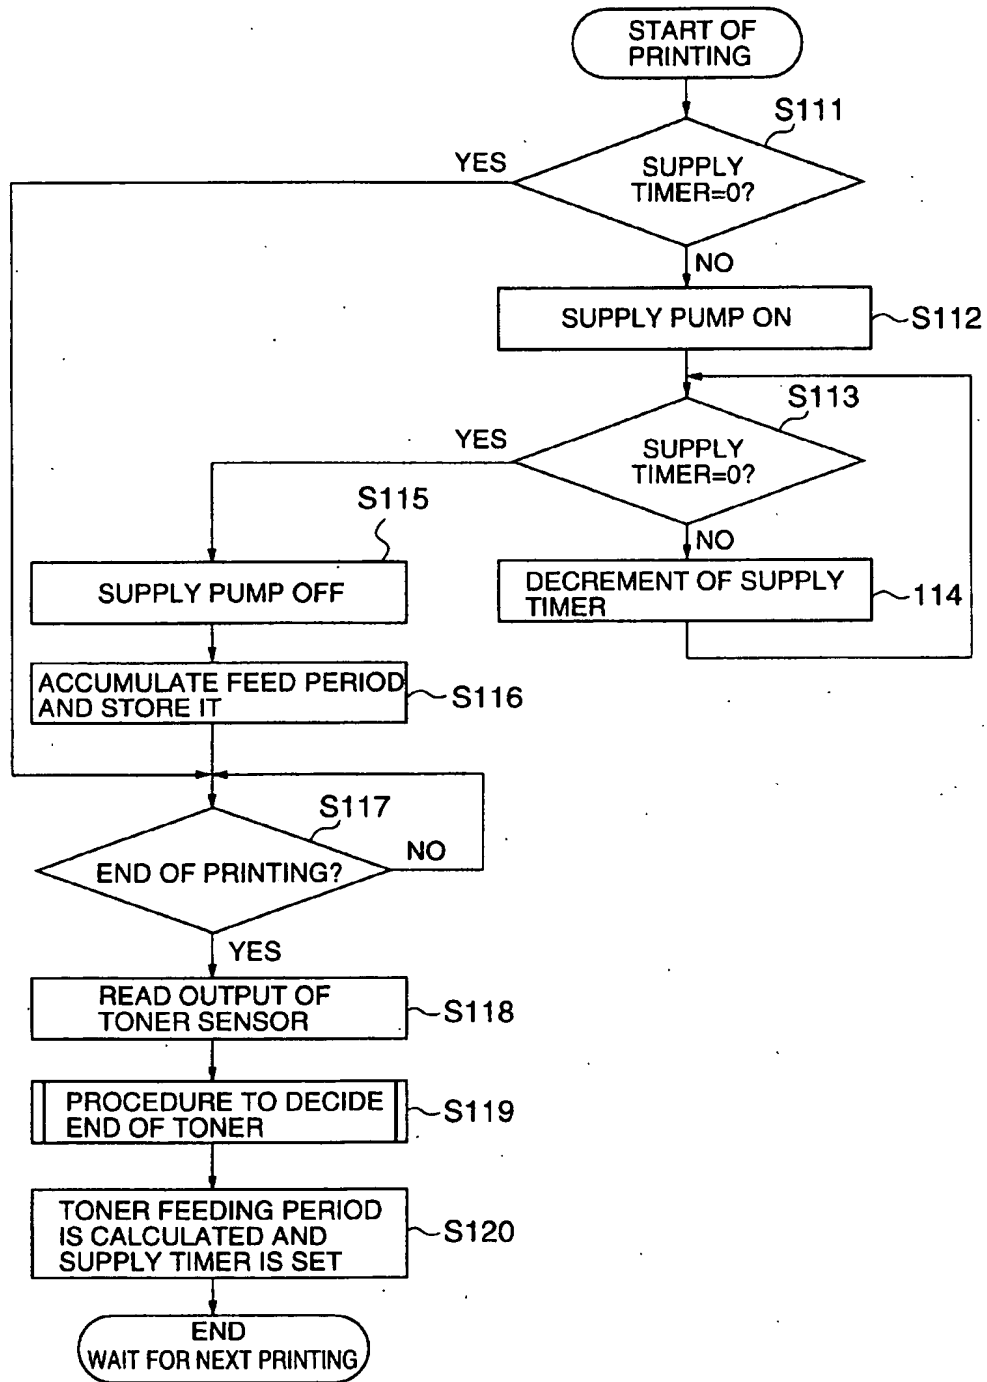 START OF
PRINTING
S111
YES
SUPPLY
TIMER=0?
NO
SUPPLY PUMP ON
S112
S113
YES
SUPPLY
TIMER=0?
S115
NO
SUPPLY PUMP OFF
DECREMENT OF SUPPLY
TIMER
114
ACCUMULATE FEED PERIOD
AND STORE IT
S116
S117
END OF PRINTING?
NO
YES
READ OUTPUT OF
TONER SENSOR
S118
PROCEDURE TO DECIDE
END OF TONER
S119
TONER FEEDING PERIOD
IS CALCULATED AND
SUPPLY TIMER IS SET
S120
END
WAIT FOR NEXT PRINTING